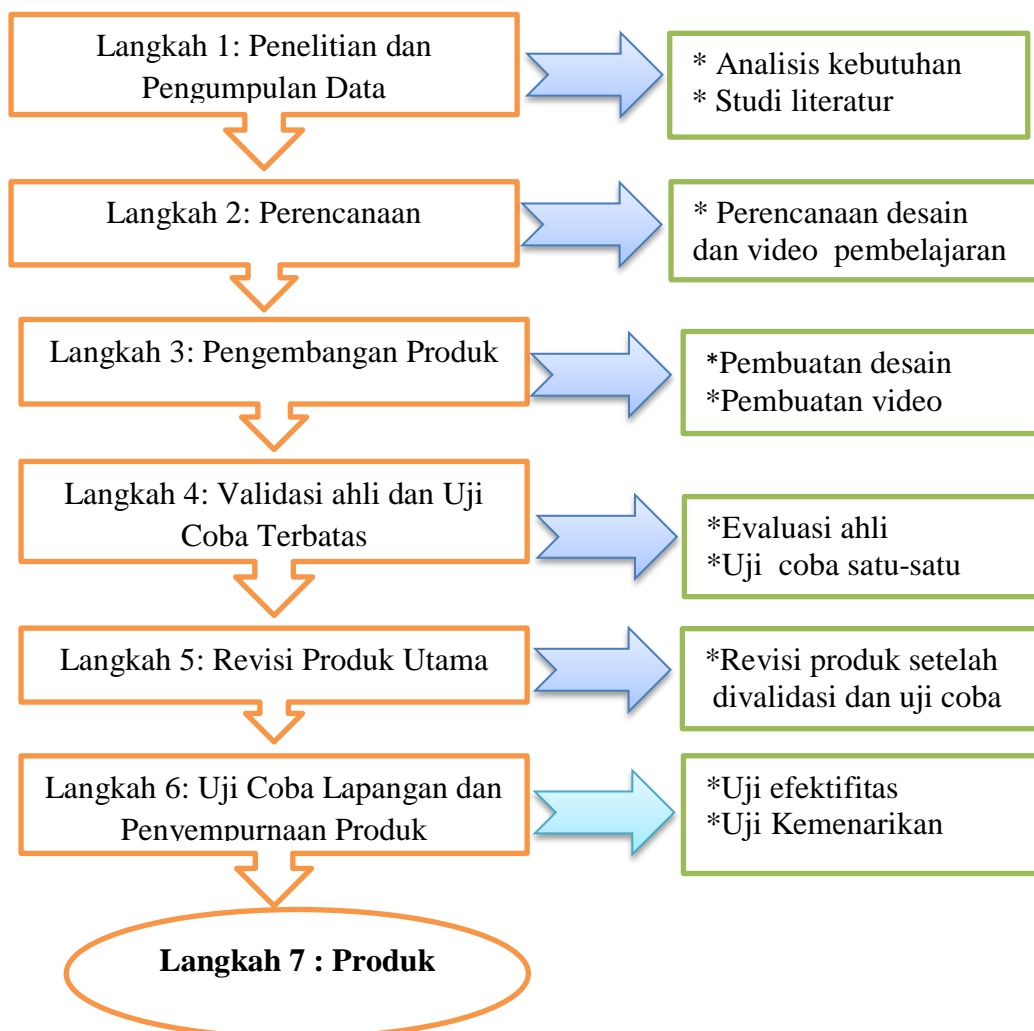 Langkah 1: Penelitian dan
Pengumpulan Data
* Analisis kebutuhan
* Studi literatur
Langkah 2: Perencanaan
* Perencanaan desain
dan video pembelajaran
Langkah 3: Pengembangan Produk
*Pembuatan desain
*Pembuatan video
Langkah 4: Validasi ahli dan Uji
Coba Terbatas
*Evaluasi ahli
*Uji coba satu-satu
Langkah 5: Revisi Produk Utama
*Revisi produk setelah
divalidasi dan uji coba
Langkah 6: Uji Coba Lapangan dan
Penyempurnaan Produk
*Uji efektifitas
*Uji Kemenarikan
Langkah 7 : Produk